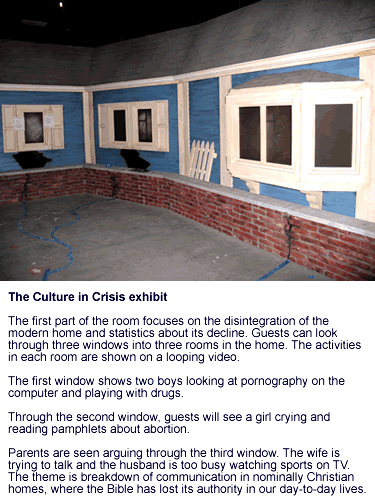 The Culture in Crisis exhibit
The first part of the room focuses on the disintegration of the
modern home and statistics about its decline. Guests can look
through three windows into three rooms in the home. The activities
in each room are shown on a looping video.
The first window shows two boys looking at pornography on the
computer and playing with drugs.
Through the second window, guests will see a girl crying and
reading pamphlets about abortion.
Parents are seen arguing through the third window. The wife is
trying to talk and the husband is too busy watching sports on TV.
The theme is breakdown of communication in nominally Christian
homes, where the Bible has lost its authority in our day-to-day lives.